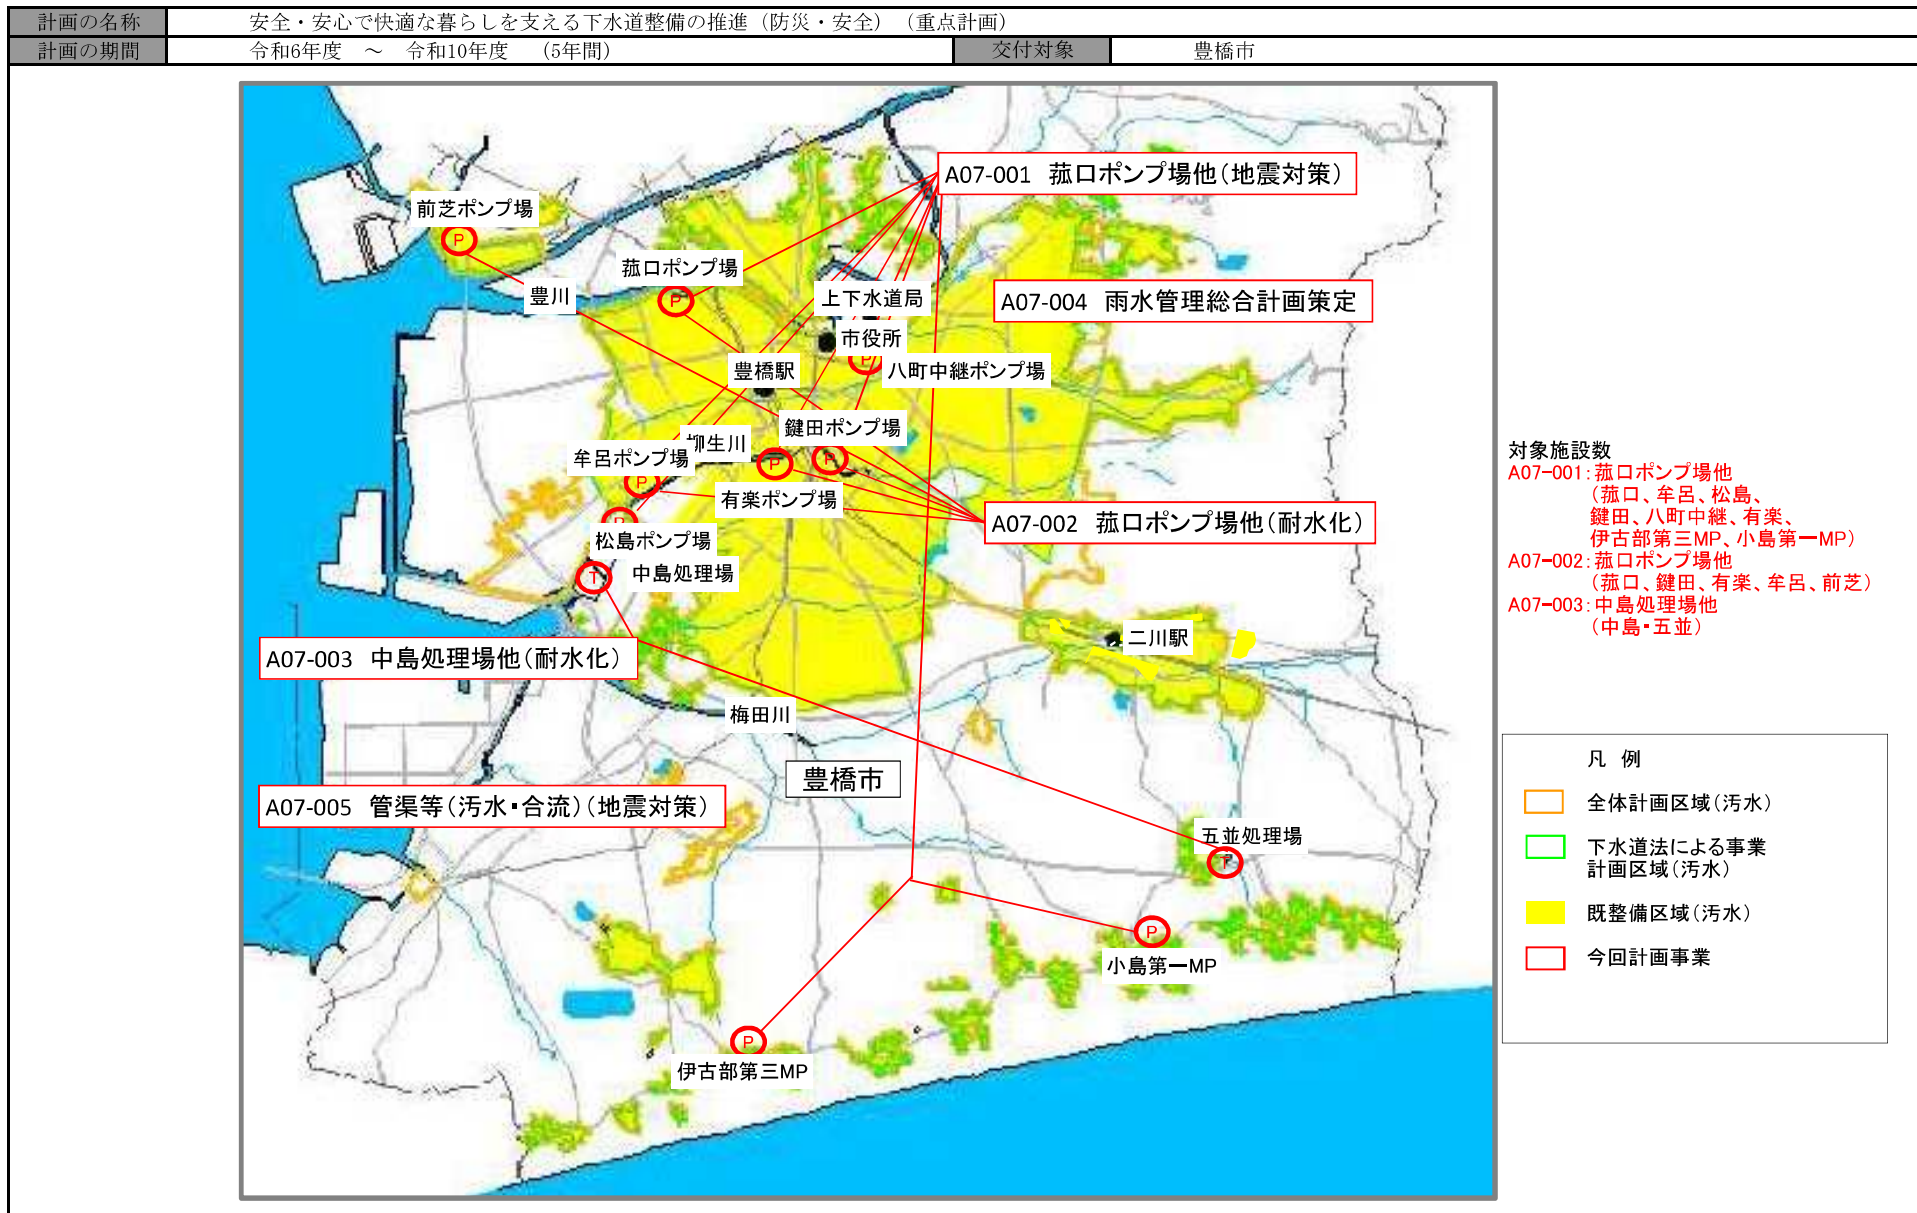 計画の名称 安全・安心で快適な暮らしを支える下水道整備の推進（防災・安全）（重点計画）
計画の期間 令和6年度 ～ 令和10年度 （5年間） 交付対象 豊橋市
A07-001 菰口ポンプ場他（地震対策）
前芝ポンプ場
P
菰口ポンプ場
P
豊川
上下水道局
A07-004 雨水管理総合計画策定
市役所
P
豊橋駅
八町中継ポンプ場
鍵田ポンプ場
P
柳生川
P
牟呂ポンプ場
P
有楽ポンプ場
A07-002 菰口ポンプ場他（耐水化）
P
松島ポンプ場
中島処理場
T
二川駅
A07-003 中島処理場他（耐水化）
梅田川
豊橋市
A07-005 管渠等（汚水・合流）（地震対策）
五並処理場
T
P
小島第一MP
P
伊古部第三MP
対象施設数
A07-001：菰口ポンプ場他
（菰口、牟呂、松島、
鍵田、八町中継、有楽、
伊古部第三MP、小島第一MP）
A07-002：菰口ポンプ場他
（菰口、鍵田、有楽、牟呂、前芝）
A07-003：中島処理場他
（中島・五並）
凡 例
全体計画区域（汚水）
下水道法による事業
計画区域（汚水）
既整備区域（汚水）
今回計画事業